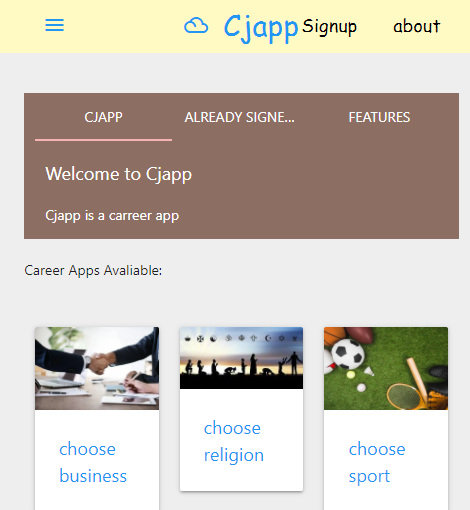 Cjapp Signup about
CJAPP ALREADY SIGNE... FEATURES
Welcome to Cjapp
Cjapp is a carreer app
Career Apps Avaliable:
choose
business
choose
religion
choose
sport